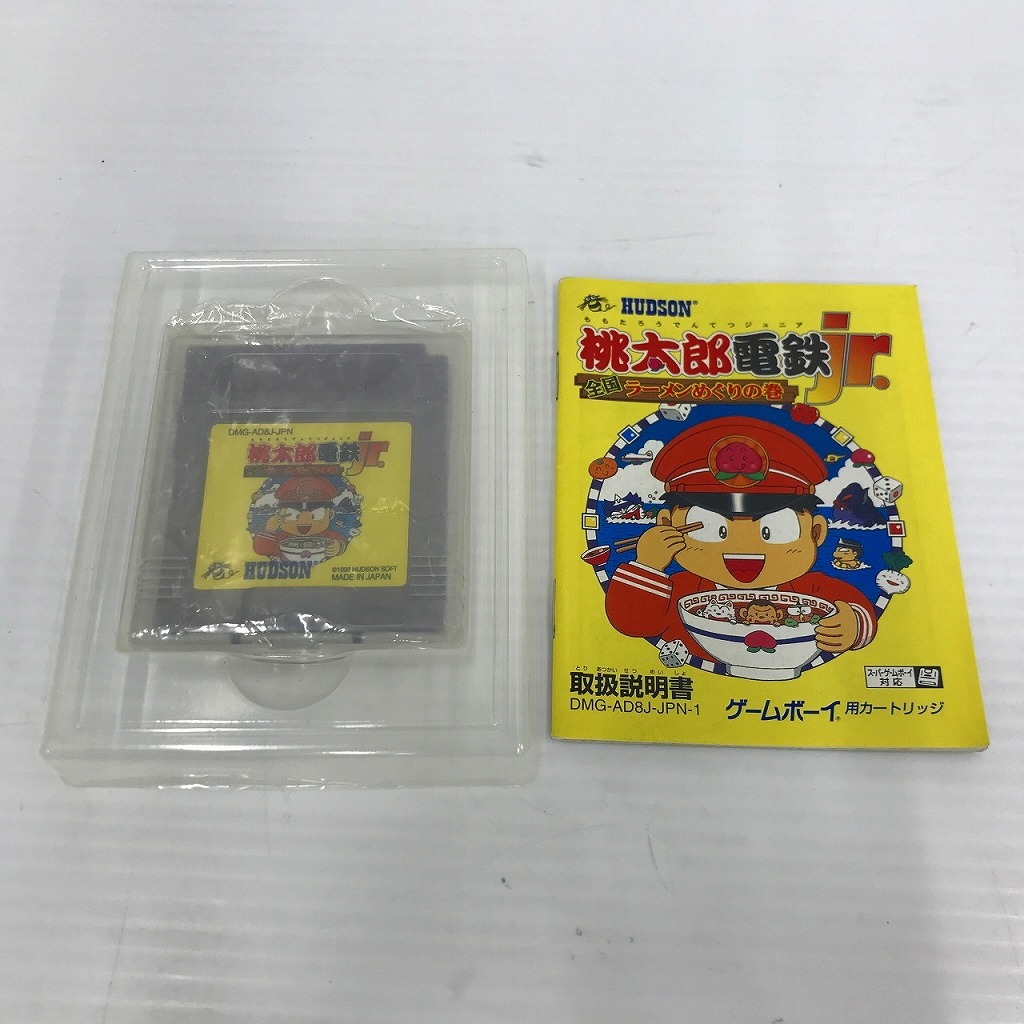 DMG-AD8J-JPN
桃太郎電鉄jr.
HUDSON
©1998 HUDSON SOFT
MADE IN JAPAN
HUDSON®
ももたろうでんてつジュニア
桃太郎電鉄jr.
全国ラーメンめぐりの巻
とりあつかいせつめいしょ
取扱説明書
DMG-AD8J-JPN-1
スーパーゲームボーイ
対応
ゲームボーイ®用カートリッジ